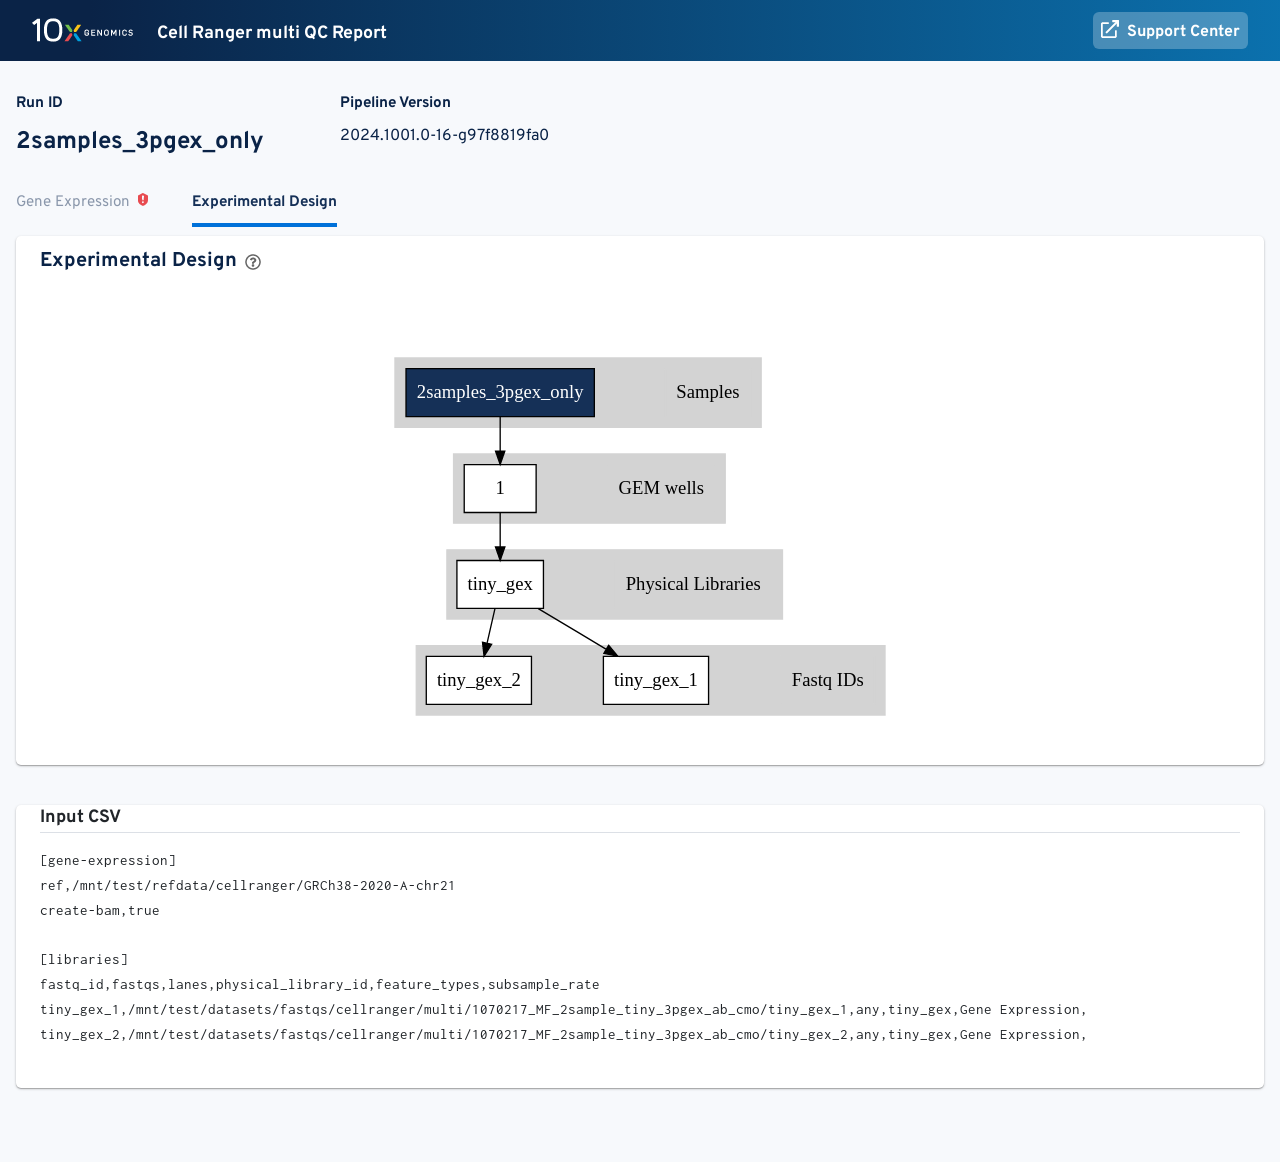 10X GENOMICS Cell Ranger multi QC Report Support Center
Run ID Pipeline Version
2samples_3pgex_only 2024.1001.0-16-g97f8819fa0
Gene Expression Experimental Design
Experimental Design
2samples_3pgex_only Samples
1 GEM wells
tiny_gex Physical Libraries
tiny_gex_2 tiny_gex_1 Fastq IDs
Input CSV
[gene-expression]
ref,/mnt/test/refdata/cellranger/GRCh38-2020-A-chr21
create-bam,true
[libraries]
fastq_id,fastqs,lanes,physical_library_id,feature_types,subsample_rate
tiny_gex_1,/mnt/test/datasets/fastqs/cellranger/multi/1070217_MF_2sample_tiny_3pgex_ab_cmo/tiny_gex_1,any,tiny_gex,Gene Expression,
tiny_gex_2,/mnt/test/datasets/fastqs/cellranger/multi/1070217_MF_2sample_tiny_3pgex_ab_cmo/tiny_gex_2,any,tiny_gex,Gene Expression,